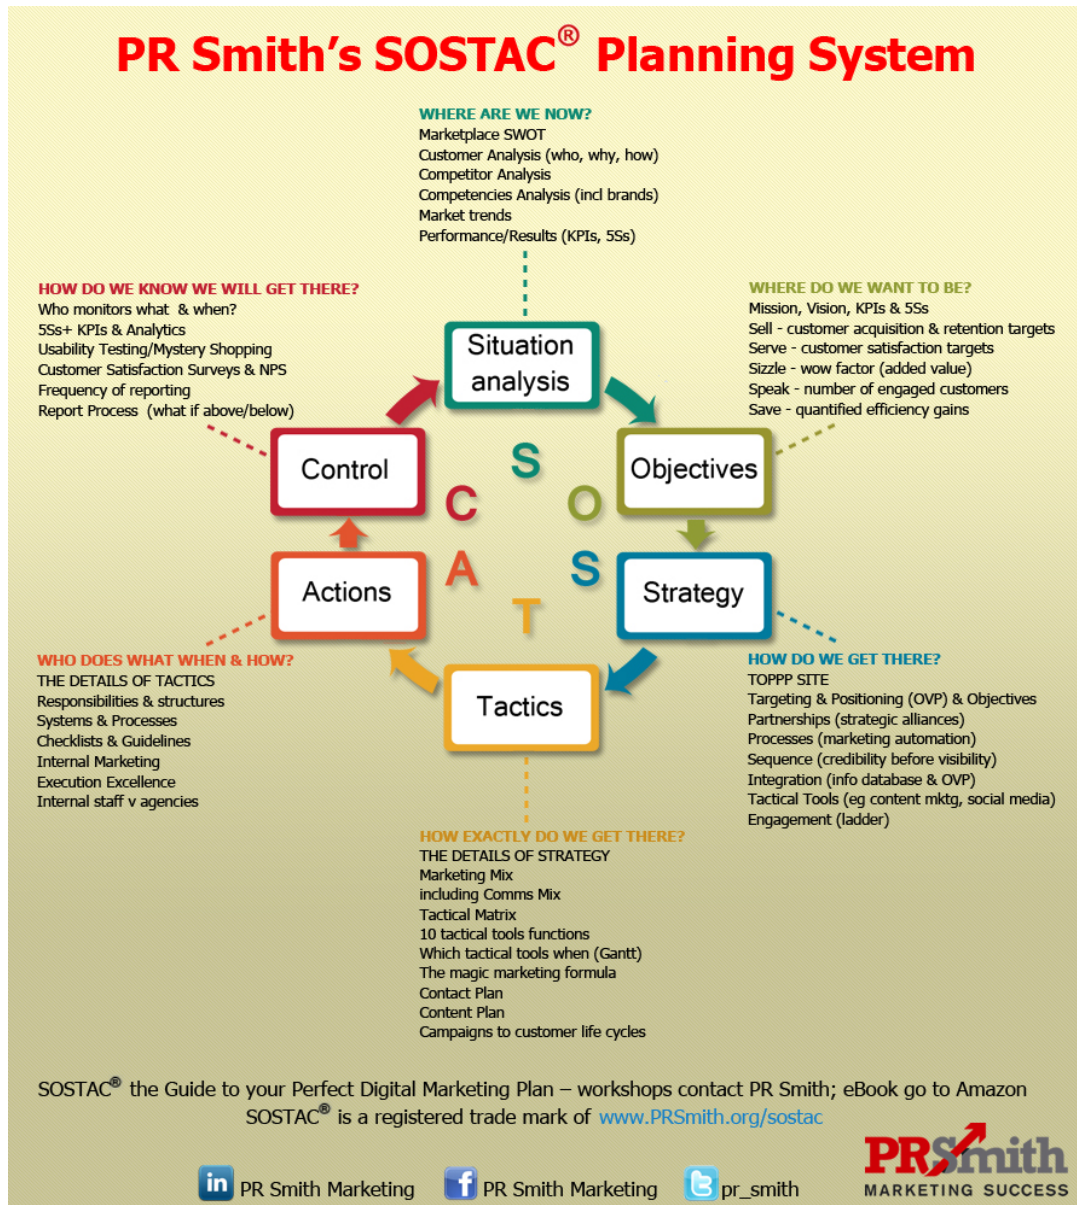 PR Smith's SOSTAC® Planning System
WHERE ARE WE NOW?
Marketplace SWOT
Customer Analysis (who, why, how)
Competitor Analysis
Competencies Analysis (incl brands)
Market trends
Performance/Results (KPIs, 5Ss)
HOW DO WE KNOW WE WILL GET THERE?
Who monitors what & when?
5Ss+ KPIs & Analytics
Usability Testing/Mystery Shopping
Customer Satisfaction Surveys & NPS
Frequency of reporting
Report Process (what if above/below)
WHERE DO WE WANT TO BE?
Mission, Vision, KPIs & 5Ss
Sell - customer acquisition & retention targets
Serve - customer satisfaction targets
Sizzle - wow factor (added value)
Speak - number of engaged customers
Save - quantified efficiency gains
Situation
analysis
Objectives
Strategy
Tactics
Actions
Control
S
O
S
T
A
C
WHO DOES WHAT WHEN & HOW?
THE DETAILS OF TACTICS
Responsibilities & structures
Systems & Processes
Checklists & Guidelines
Internal Marketing
Execution Excellence
Internal staff v agencies
HOW DO WE GET THERE?
TOPPP SITE
Targeting & Positioning (OVP) & Objectives
Partnerships (strategic alliances)
Processes (marketing automation)
Sequence (credibility before visibility)
Integration (info database & OVP)
Tactical Tools (eg content mktg, social media)
Engagement (ladder)
HOW EXACTLY DO WE GET THERE?
THE DETAILS OF STRATEGY
Marketing Mix
including Comms Mix
Tactical Matrix
10 tactical tools functions
Which tactical tools when (Gantt)
The magic marketing formula
Contact Plan
Content Plan
Campaigns to customer life cycles
SOSTAC® the Guide to your Perfect Digital Marketing Plan – workshops contact PR Smith; eBook go to Amazon
SOSTAC® is a registered trade mark of www.PRSmith.org/sostac
in PR Smith Marketing
f PR Smith Marketing
t pr_smith
PRSmith
MARKETING SUCCESS